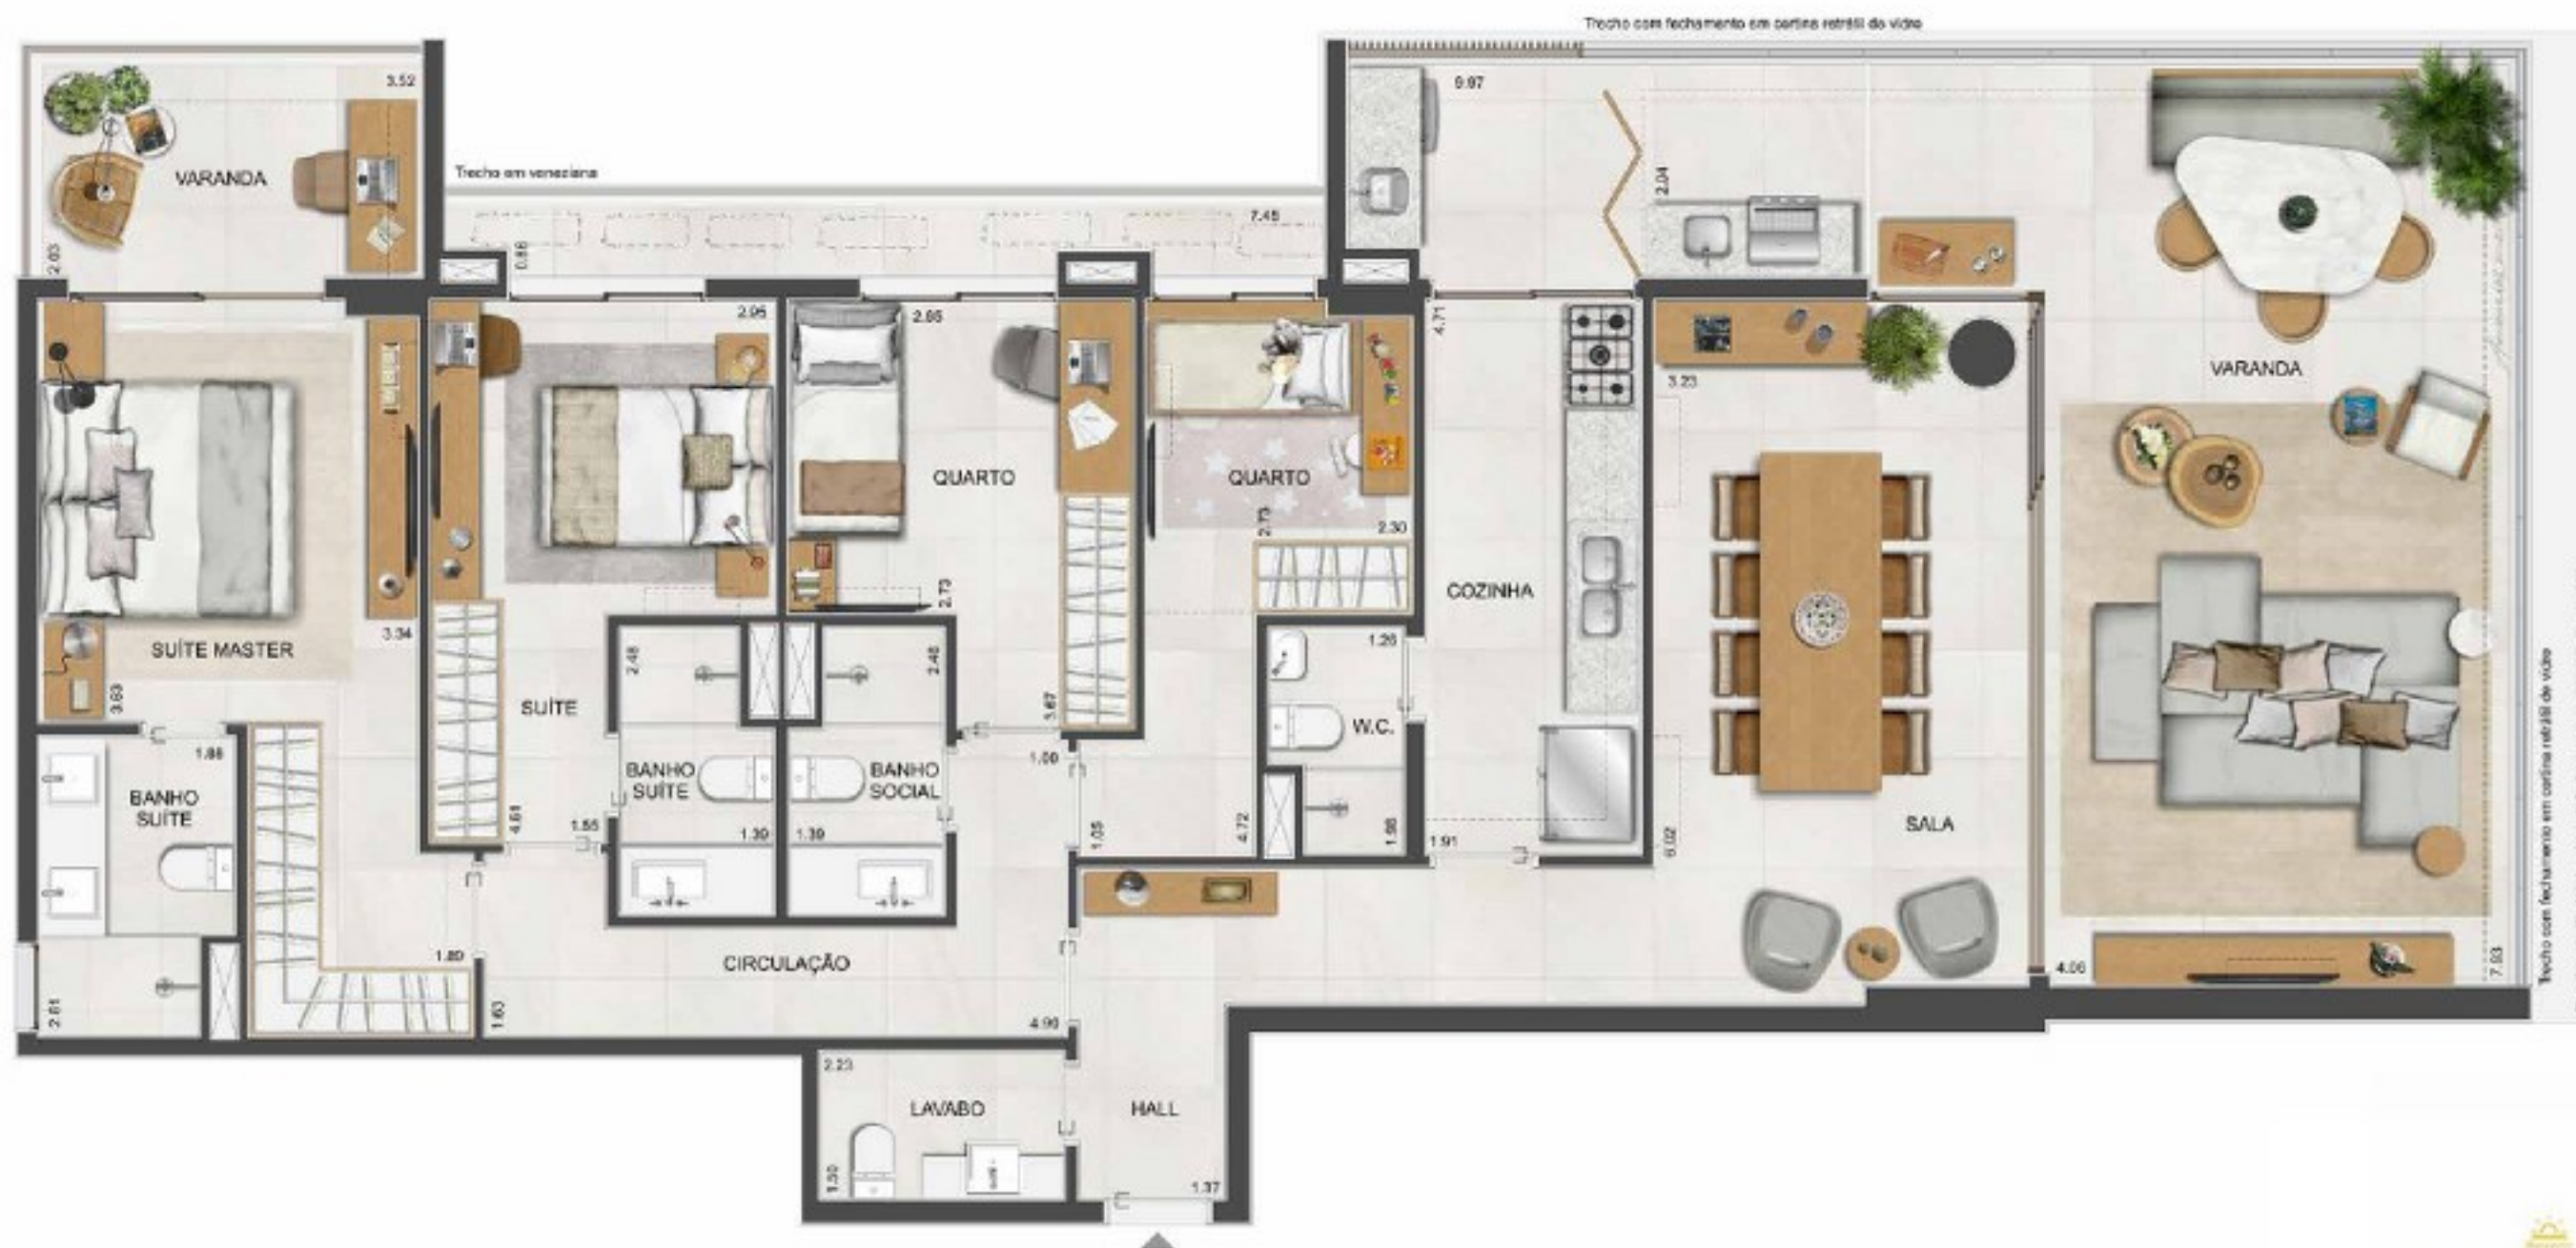 Trecho com fechamento em cortina retrátil de vidro
3.52
9.97
VARANDA
Trecho em veneziana
2.04
7.45
2.03
0.86
2.95
2.85
4.71
VARANDA
3.23
QUARTO
QUARTO
2.73
2.30
2.73
COZINHA
3.34
1.26
SUÍTE MASTER
2.46
2.46
3.63
SUÍTE
3.67
W.C.
1.86
1.00
BANHO
SUÍTE
BANHO
SOCIAL
BANHO
SUÍTE
4.61
1.55
1.39
1.39
1.05
4.72
1.98
1.91
6.02
SALA
1.89
CIRCULAÇÃO
4.06
7.93
Trecho com fechamento em cortina retrátil de vidro
2.61
1.63
4.90
2.23
LAVABO
HALL
1.50
1.37